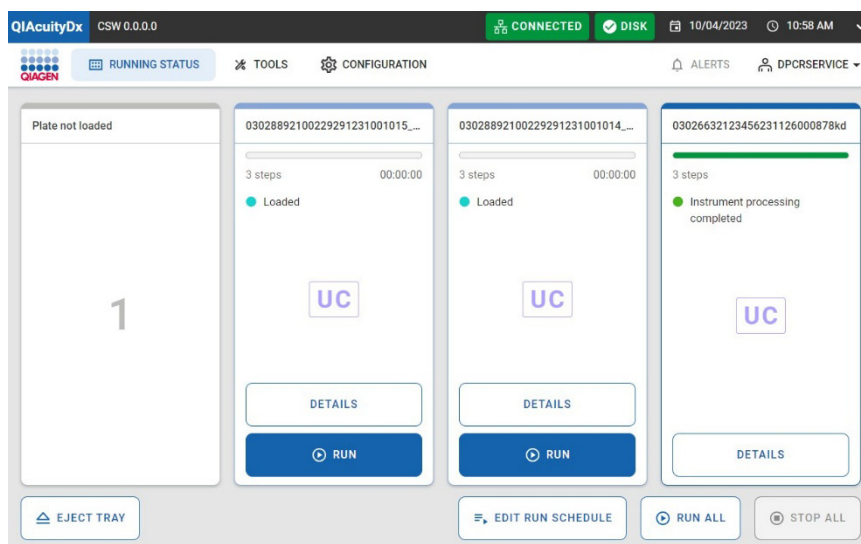 QIAcuityDx CSW 0.0.0.0 CONNECTED DISK 10/04/2023 10:58 AM
QIAGEN RUNNING STATUS TOOLS CONFIGURATION ALERTS DPCRSERVICE
Plate not loaded
1
03028892100229291231001015_...
3 steps 00:00:00
Loaded
UC
DETAILS
RUN
03028892100229291231001014_...
3 steps 00:00:00
Loaded
UC
DETAILS
RUN
03026632123456231126000878kd
3 steps
Instrument processing
completed
UC
DETAILS
EJECT TRAY EDIT RUN SCHEDULE RUN ALL STOP ALL